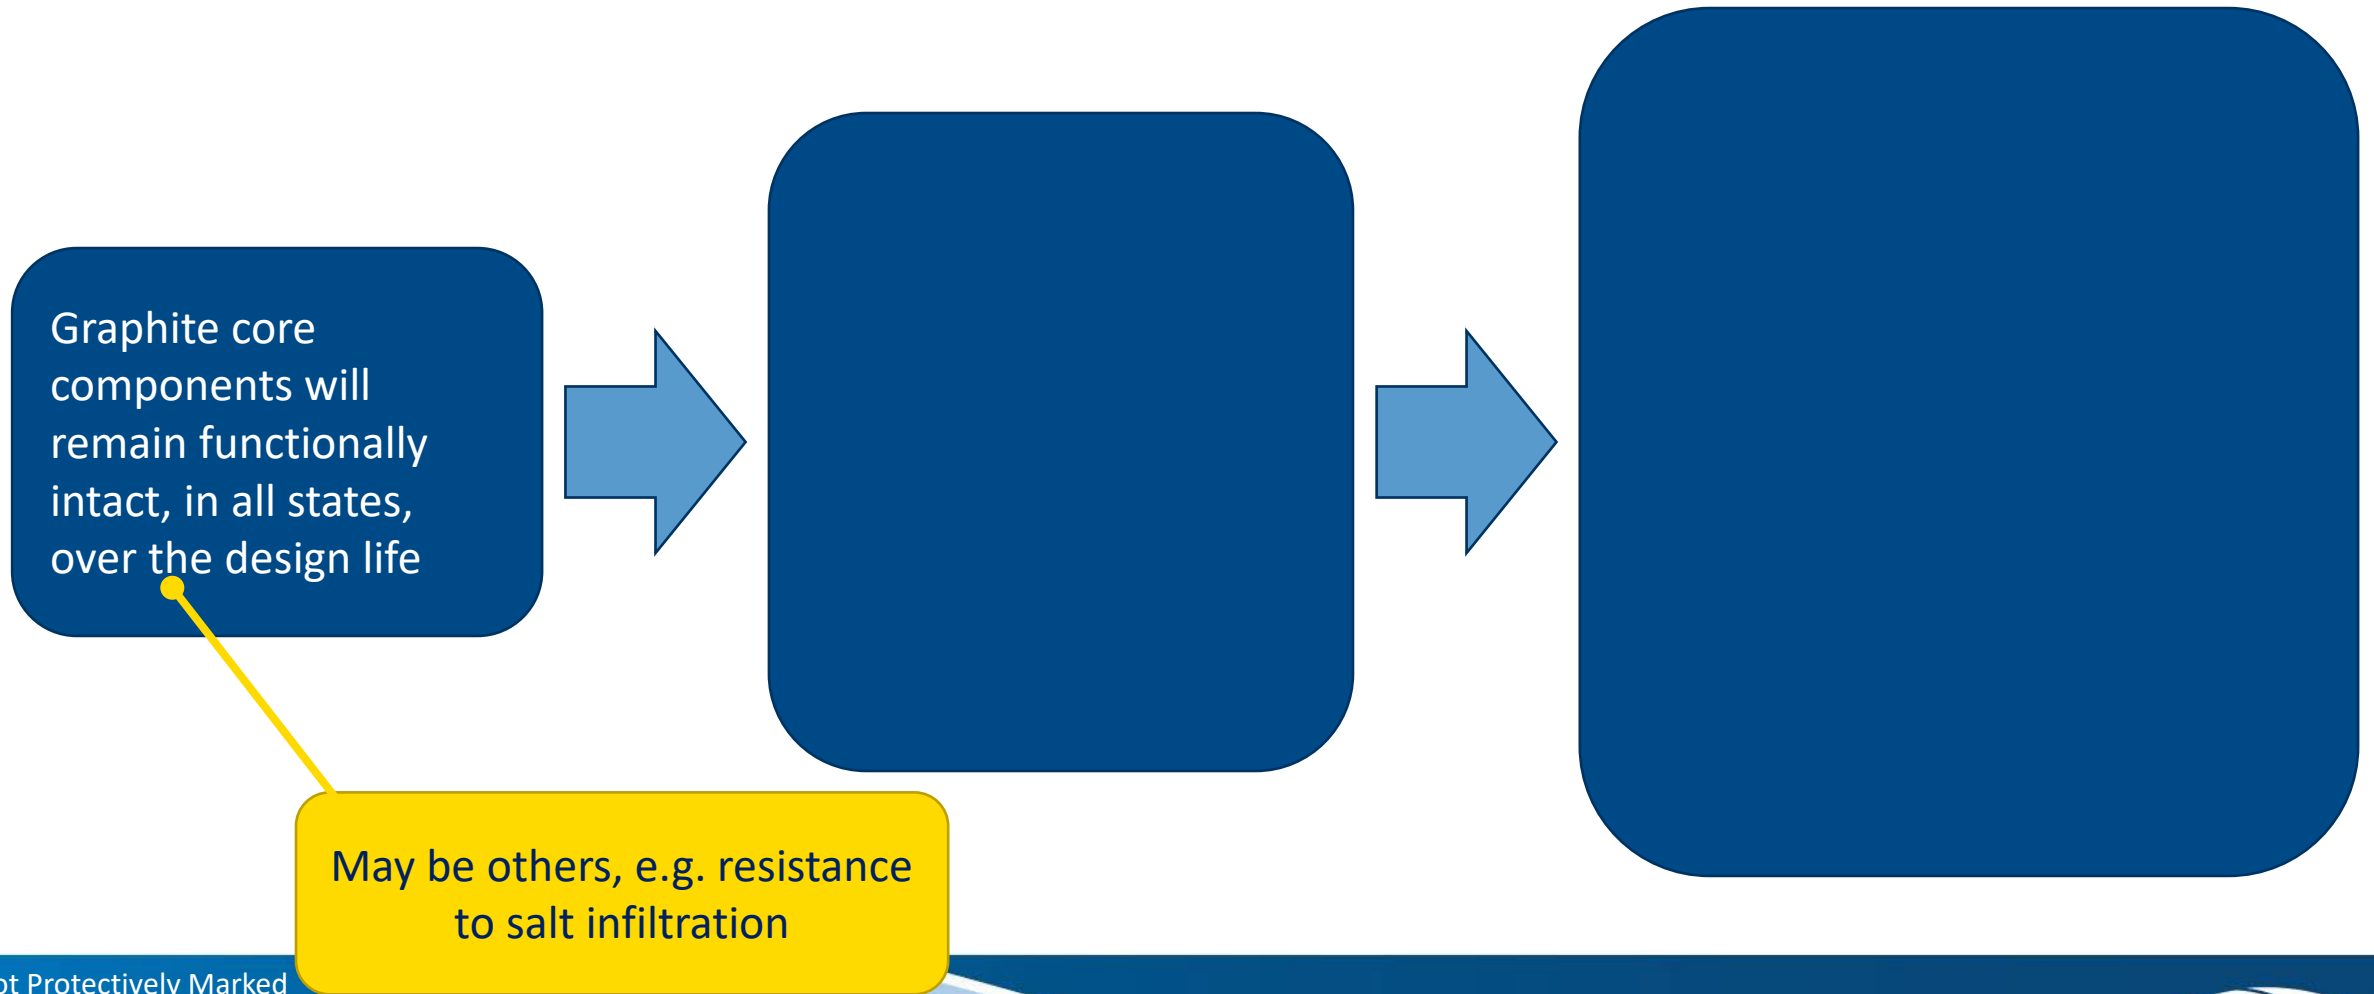 Graphite core
components will
remain functionally
intact, in all states,
over the design life
May be others, e.g. resistance
to salt infiltration
ot Protectively Marked